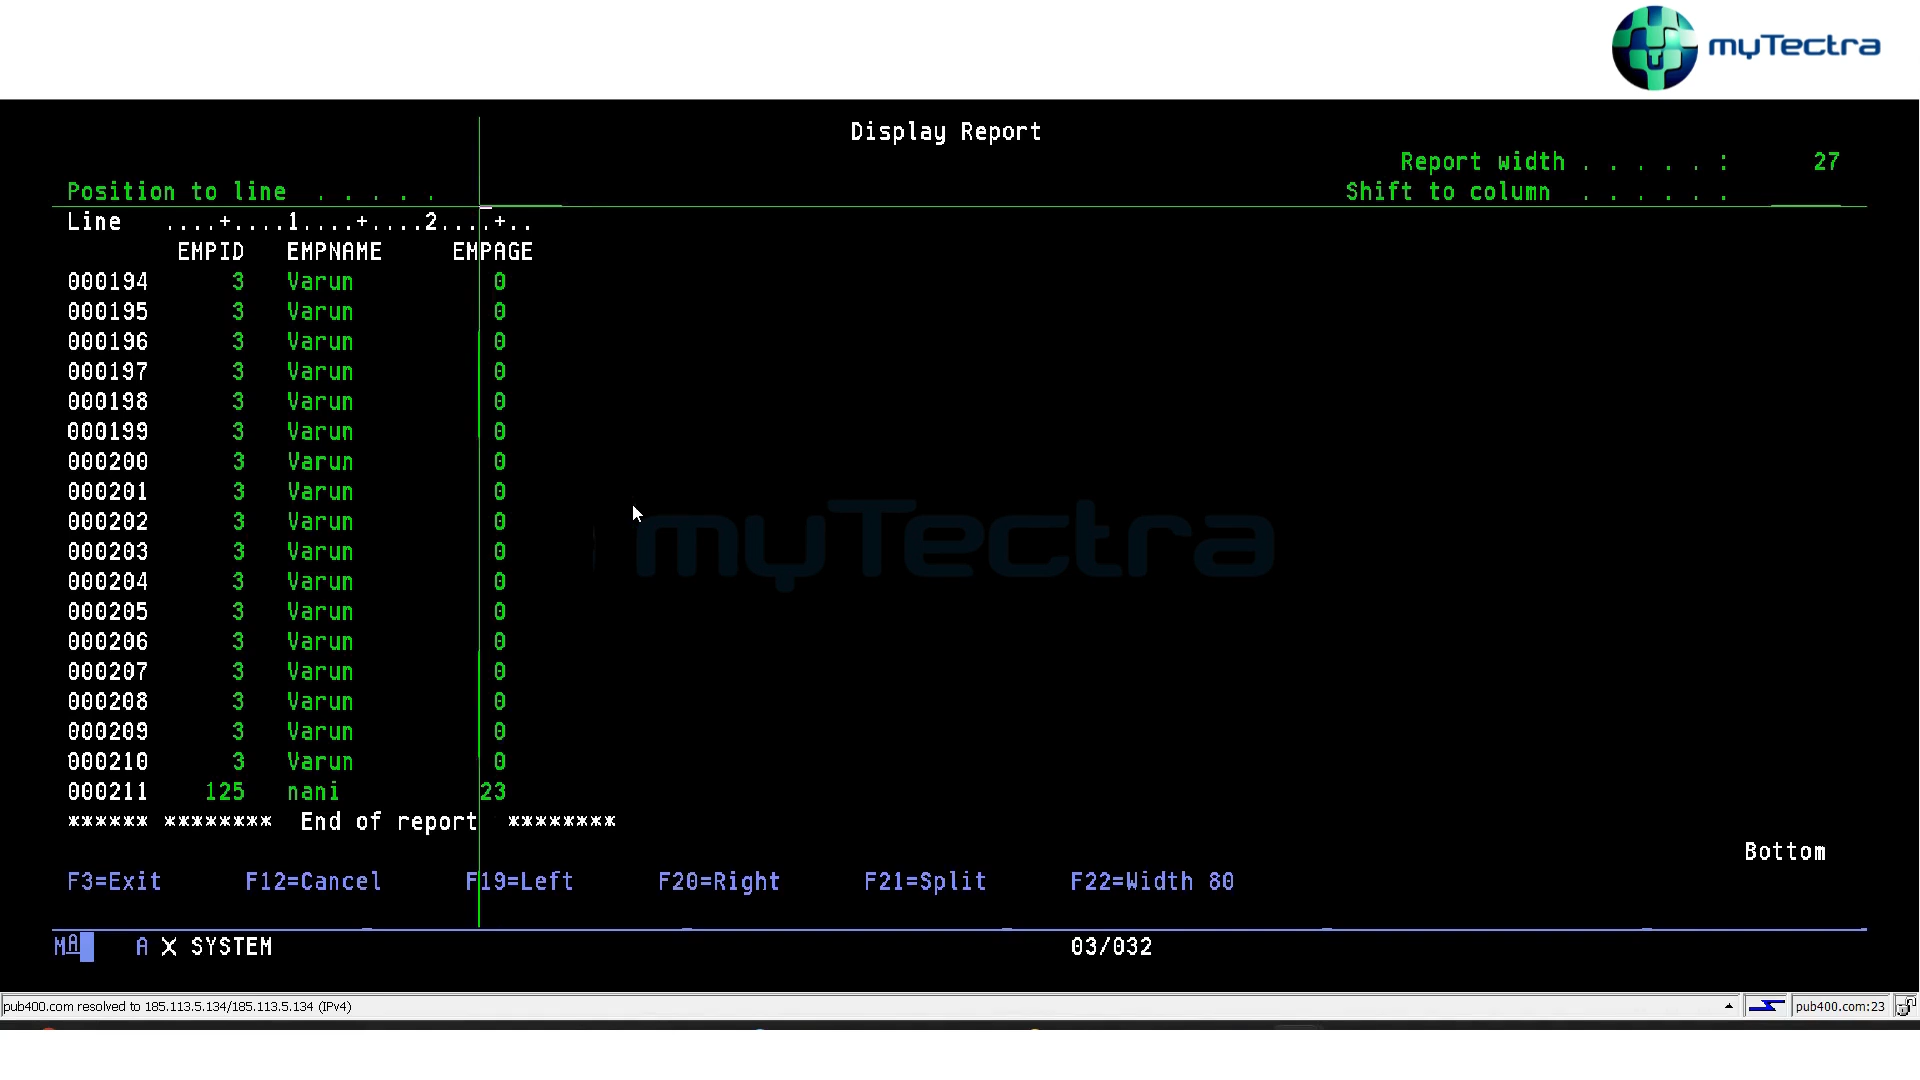 myTectra
Display Report
Report width . . . . . : 27
Position to line . . . . . Shift to column . . . . . .
Line ....+....1....+....2....+..
EMPID EMPNAME EMPAGE
000194 3 Varun 0
000195 3 Varun 0
000196 3 Varun 0
000197 3 Varun 0
000198 3 Varun 0
000199 3 Varun 0
000200 3 Varun 0
000201 3 Varun 0
000202 3 Varun 0
000203 3 Varun 0
000204 3 Varun 0
000205 3 Varun 0
000206 3 Varun 0
000207 3 Varun 0
000208 3 Varun 0
000209 3 Varun 0
000210 3 Varun 0
000211 125 nani 23
****** ******** End of report ********
myTectra
Bottom
F3=Exit F12=Cancel F19=Left F20=Right F21=Split F22=Width 80
MA A X SYSTEM 03/032
pub400.com resolved to 185.113.5.134/185.113.5.134 (IPv4) pub400.com:23